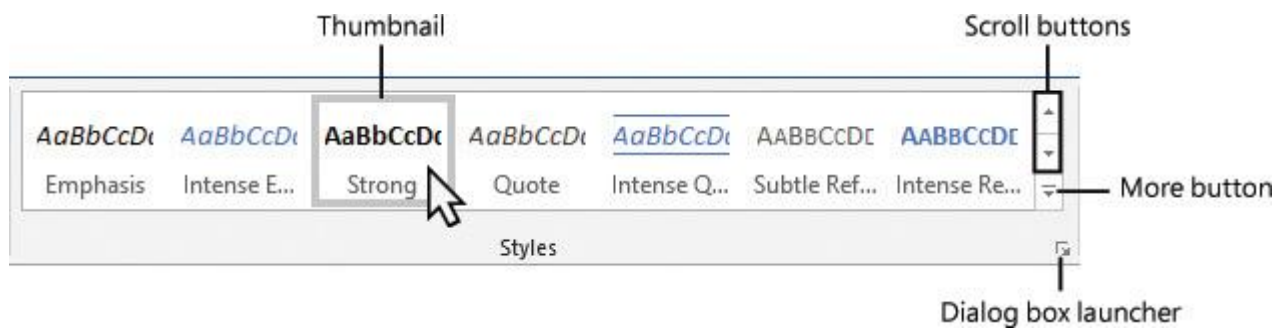 Thumbnail Scroll buttons
AaBbCcDc AaBbCcDc AaBbCcDc AaBbCcDc AaBbCcDc AABBCCDE AABBCCDE
Emphasis Intense E... Strong Quote Intense Q... Subtle Ref... Intense Re...
More button
Styles
Dialog box launcher